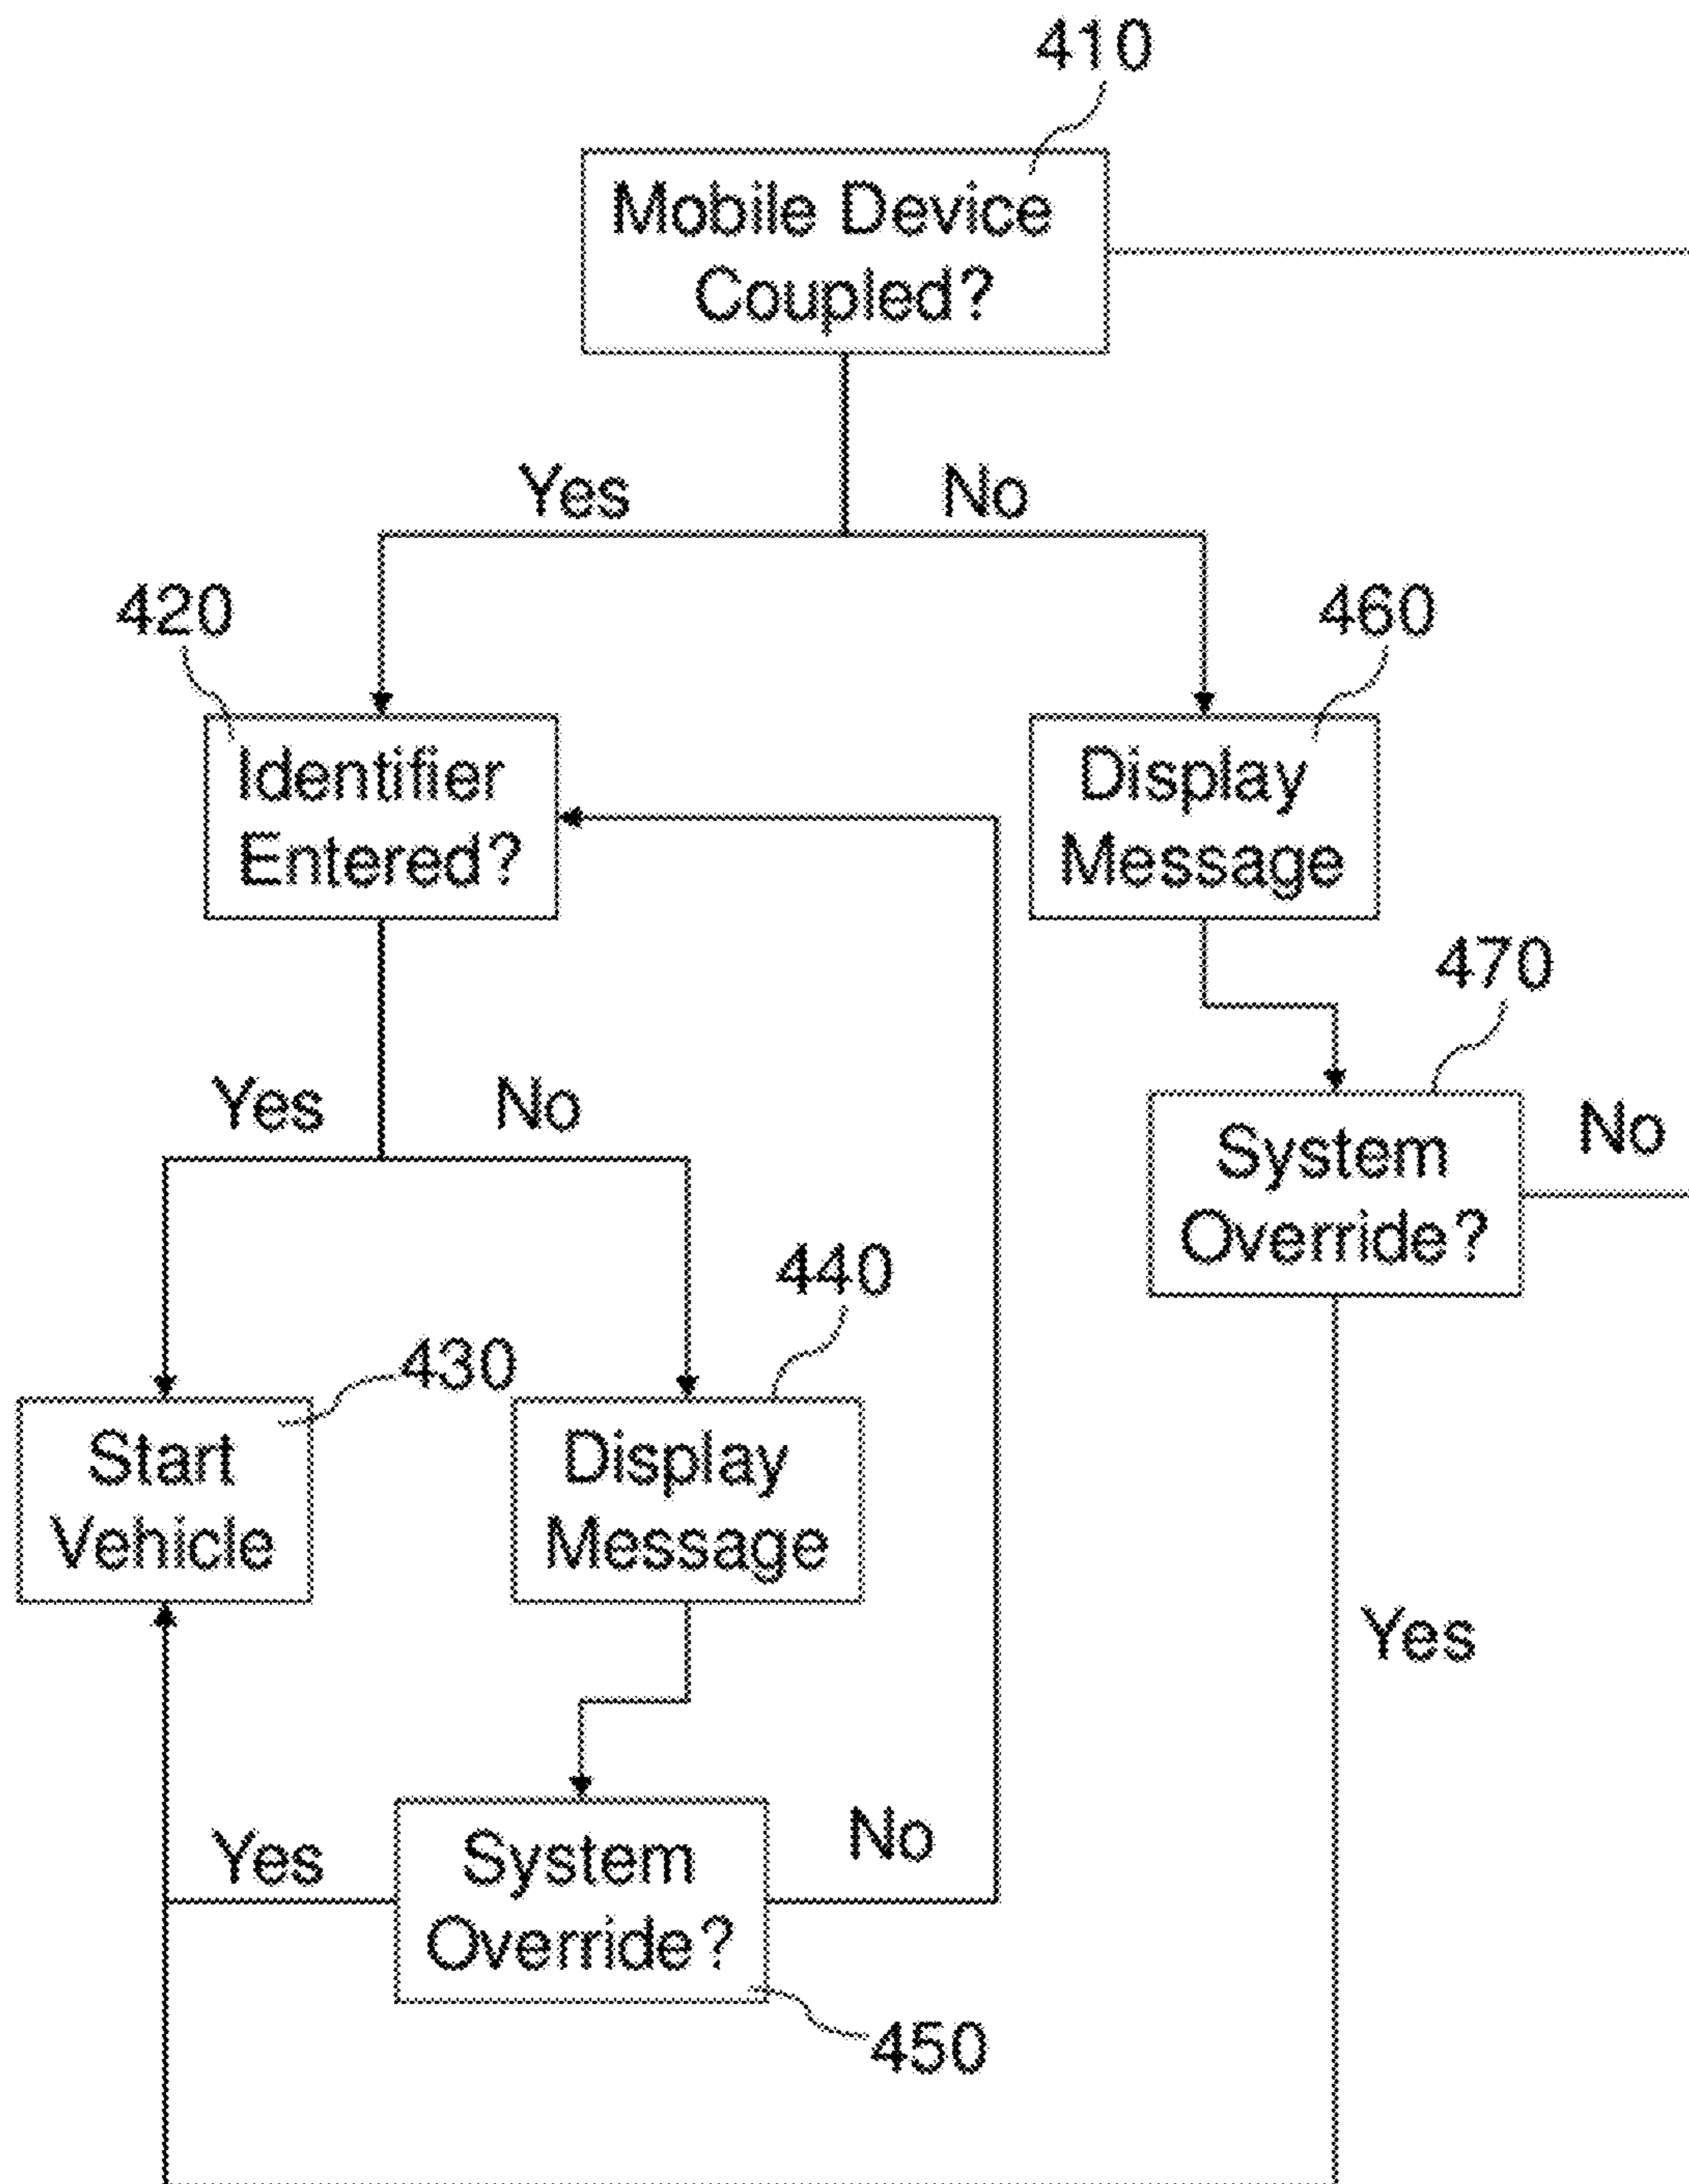 410
Mobile Device
Coupled?
Yes
No
420
460
Identifier
Entered?
Display
Message
470
Yes
No
System
Override?
No
440
430
Start
Vehicle
Display
Message
Yes
Yes
System
Override?
No
450